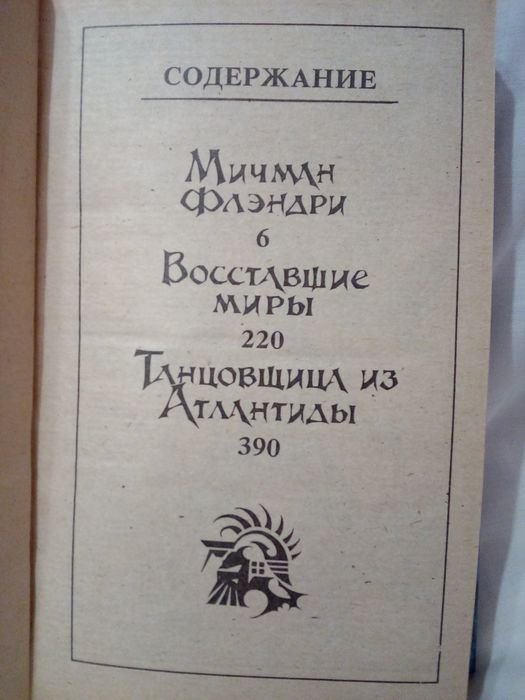 СОДЕРЖАНИЕ
Мичман
Флэндри
6
Восставшие
миры
220
Танцовщица из
Атлантиды
390